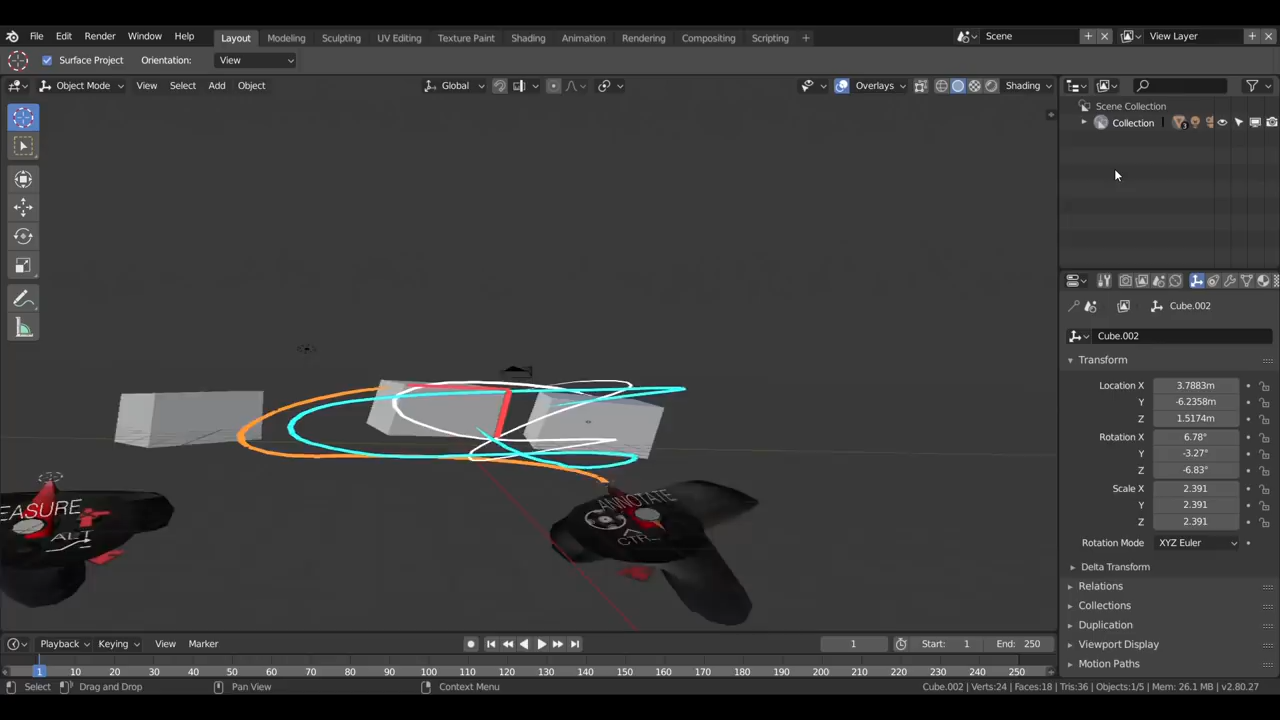 File Edit Render Window Help Layout Modeling Sculpting UV Editing Texture Paint Shading Animation Rendering Compositing Scripting + Scene View Layer
Surface Project Orientation: View
Object Mode View Select Add Object Global Overlays Shading
Scene Collection
Collection 3
Cube.002
Cube.002
Transform
Location X 3.7883m
Y -6.2358m
Z 1.5174m
Rotation X 6.78°
Y -3.27°
Z -6.83°
Scale X 2.391
Y 2.391
Z 2.391
Rotation Mode XYZ Euler
Delta Transform
Relations
Collections
Duplication
Viewport Display
Motion Paths
EASURE
ALT
ANNOTATE
CTR
Playback Keying View Marker 1 Start: 1 End: 250
1 10 20 30 40 50 60 70 80 90 100 110 120 130 140 150 160 170 180 190 200 210 220 230 240 250
Select Drag and Drop Pan View Context Menu Cube.002 | Verts:24 | Faces:18 | Tris:36 | Objects:1/5 | Mem: 26.1 MB | v2.80.27